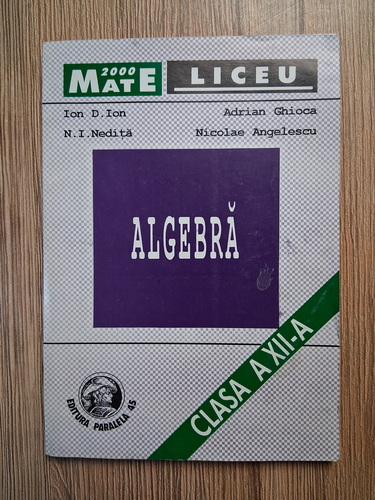 2000
MATE
LICEU
Ion D.Ion
Adrian Ghioca
N.I.Nediţă
Nicolae Angelescu
ALGEBRĂ
CLASA A XII-A
EDITURA PARALELA 45